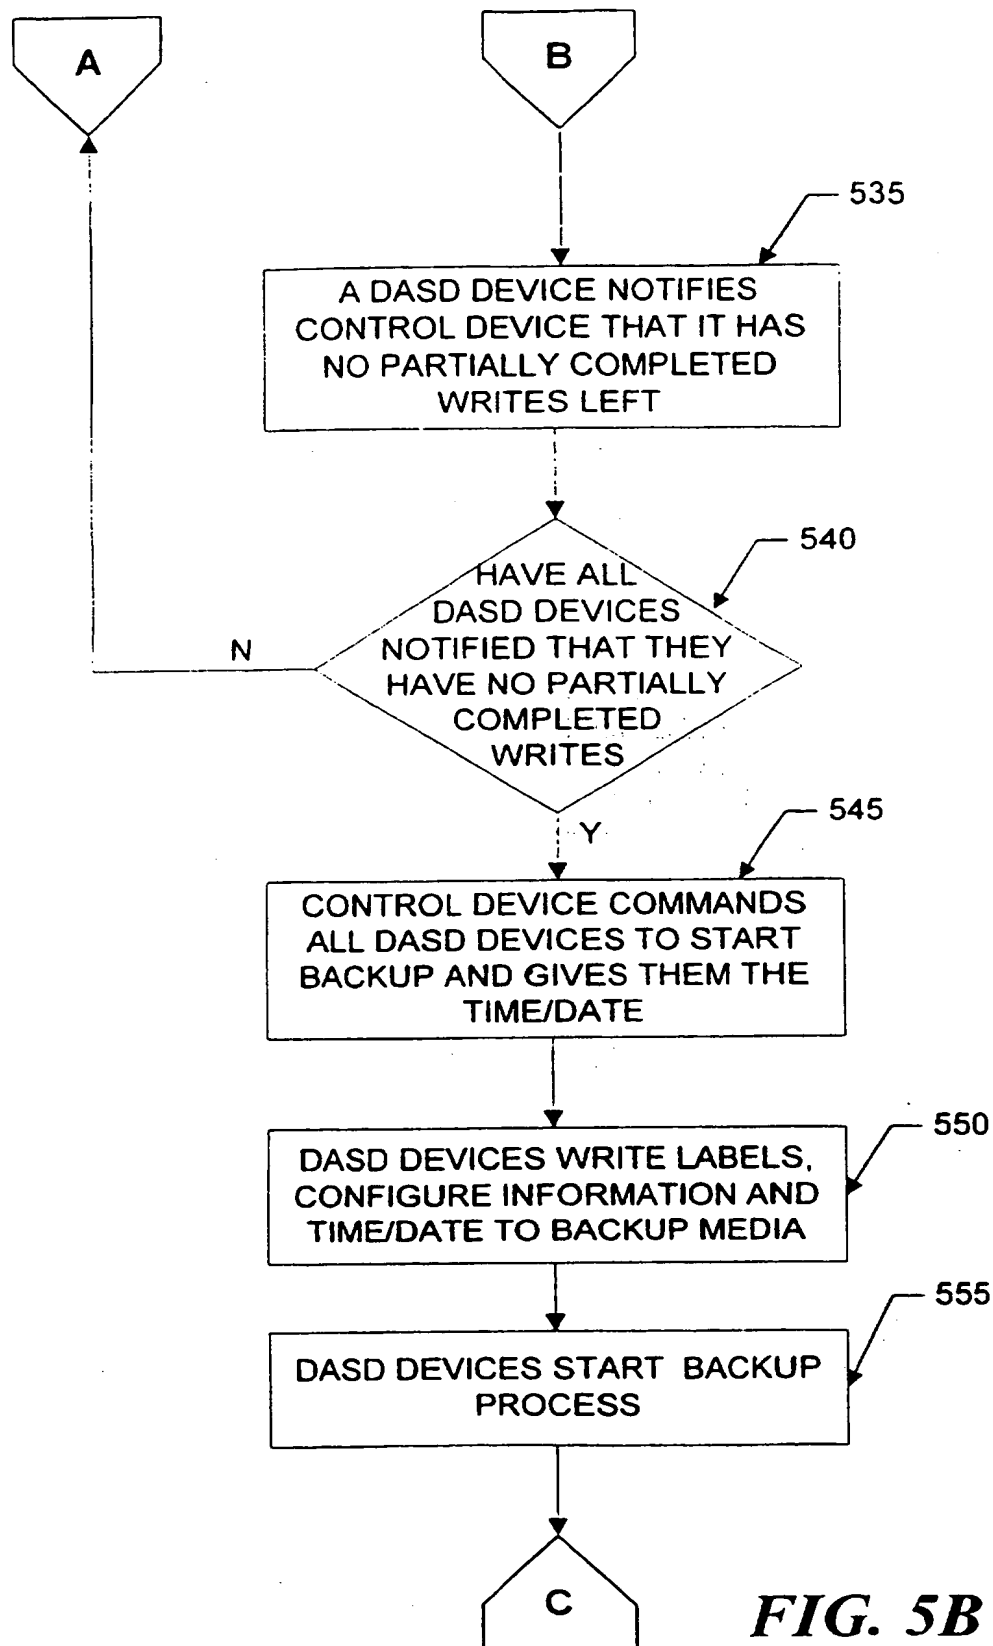 A
B
535
A DASD DEVICE NOTIFIES
CONTROL DEVICE THAT IT HAS
NO PARTIALLY COMPLETED
WRITES LEFT
540
HAVE ALL
DASD DEVICES
NOTIFIED THAT THEY
HAVE NO PARTIALLY
COMPLETED
WRITES
N
Y
545
CONTROL DEVICE COMMANDS
ALL DASD DEVICES TO START
BACKUP AND GIVES THEM THE
TIME/DATE
550
DASD DEVICES WRITE LABELS,
CONFIGURE INFORMATION AND
TIME/DATE TO BACKUP MEDIA
555
DASD DEVICES START BACKUP
PROCESS
C
FIG. 5B